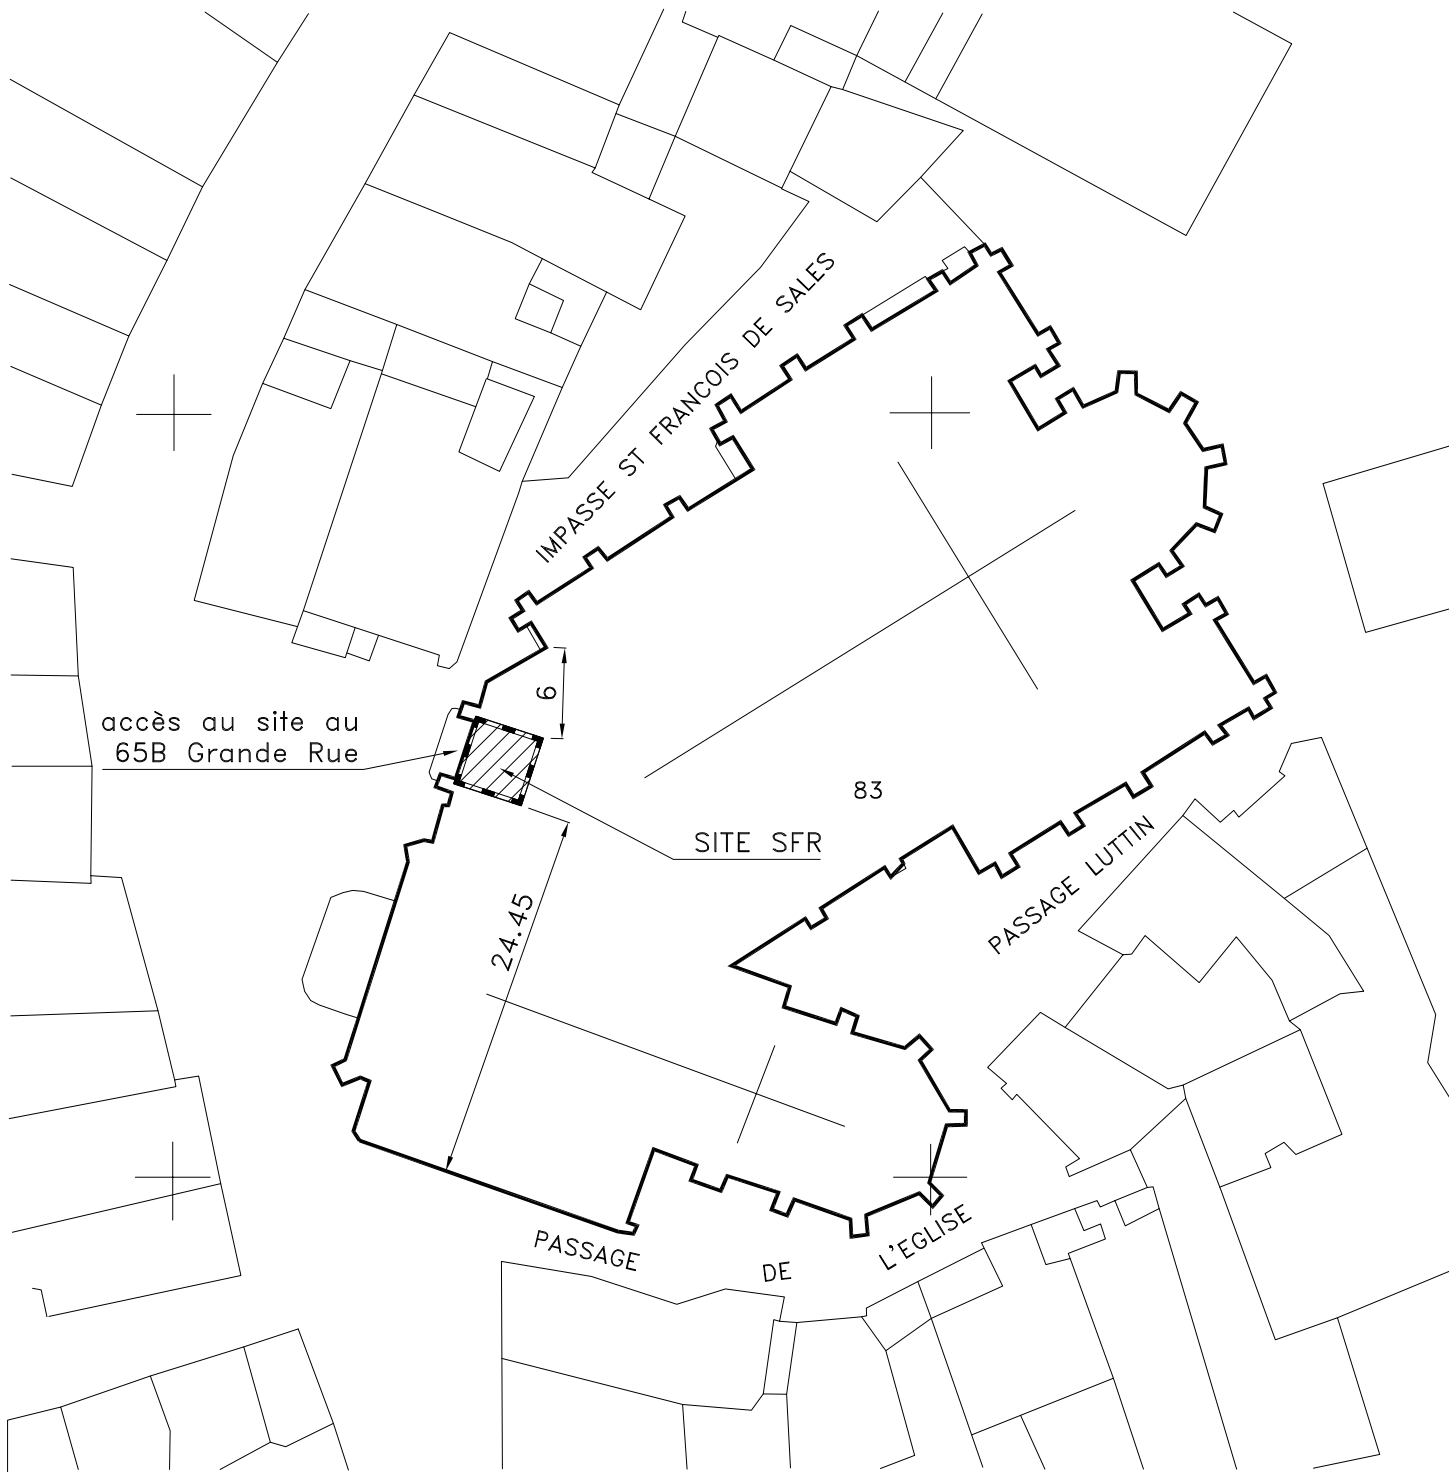 IMPASSE ST FRANCOIS DE SALES
6
accès au site au
65B Grande Rue
83
SITE SFR
PASSAGE LUTTIN
24.45
PASSAGE DE L'EGLISE